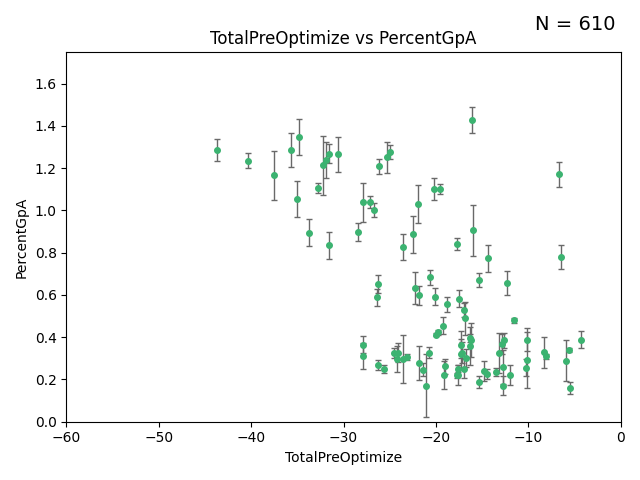 N = 610
TotalPreOptimize vs PercentGpA
PercentGpA
1.6
1.4
1.2
1.0
0.8
0.6
0.4
0.2
0.0
−60 −50 −40 −30 −20 −10 0
TotalPreOptimize